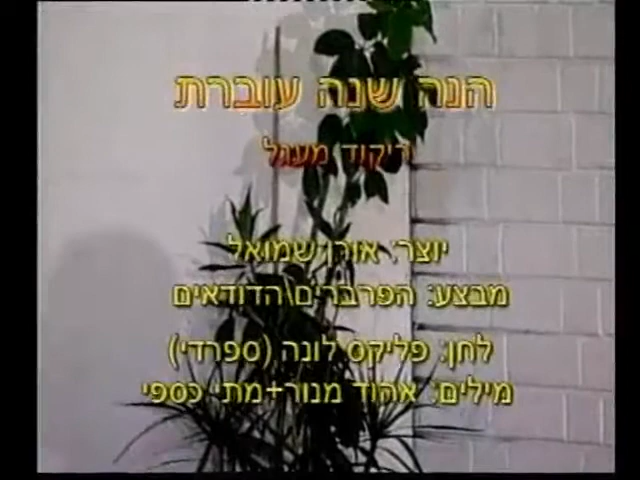 הנה שנה עוברת
ריקוד מעגל
יוצר: אורן שמואל
מבצע: הפרברים\הדודאים
לחן: פליקס לונה (ספרדי)
מילים: אהוד מנור+מתי כספי